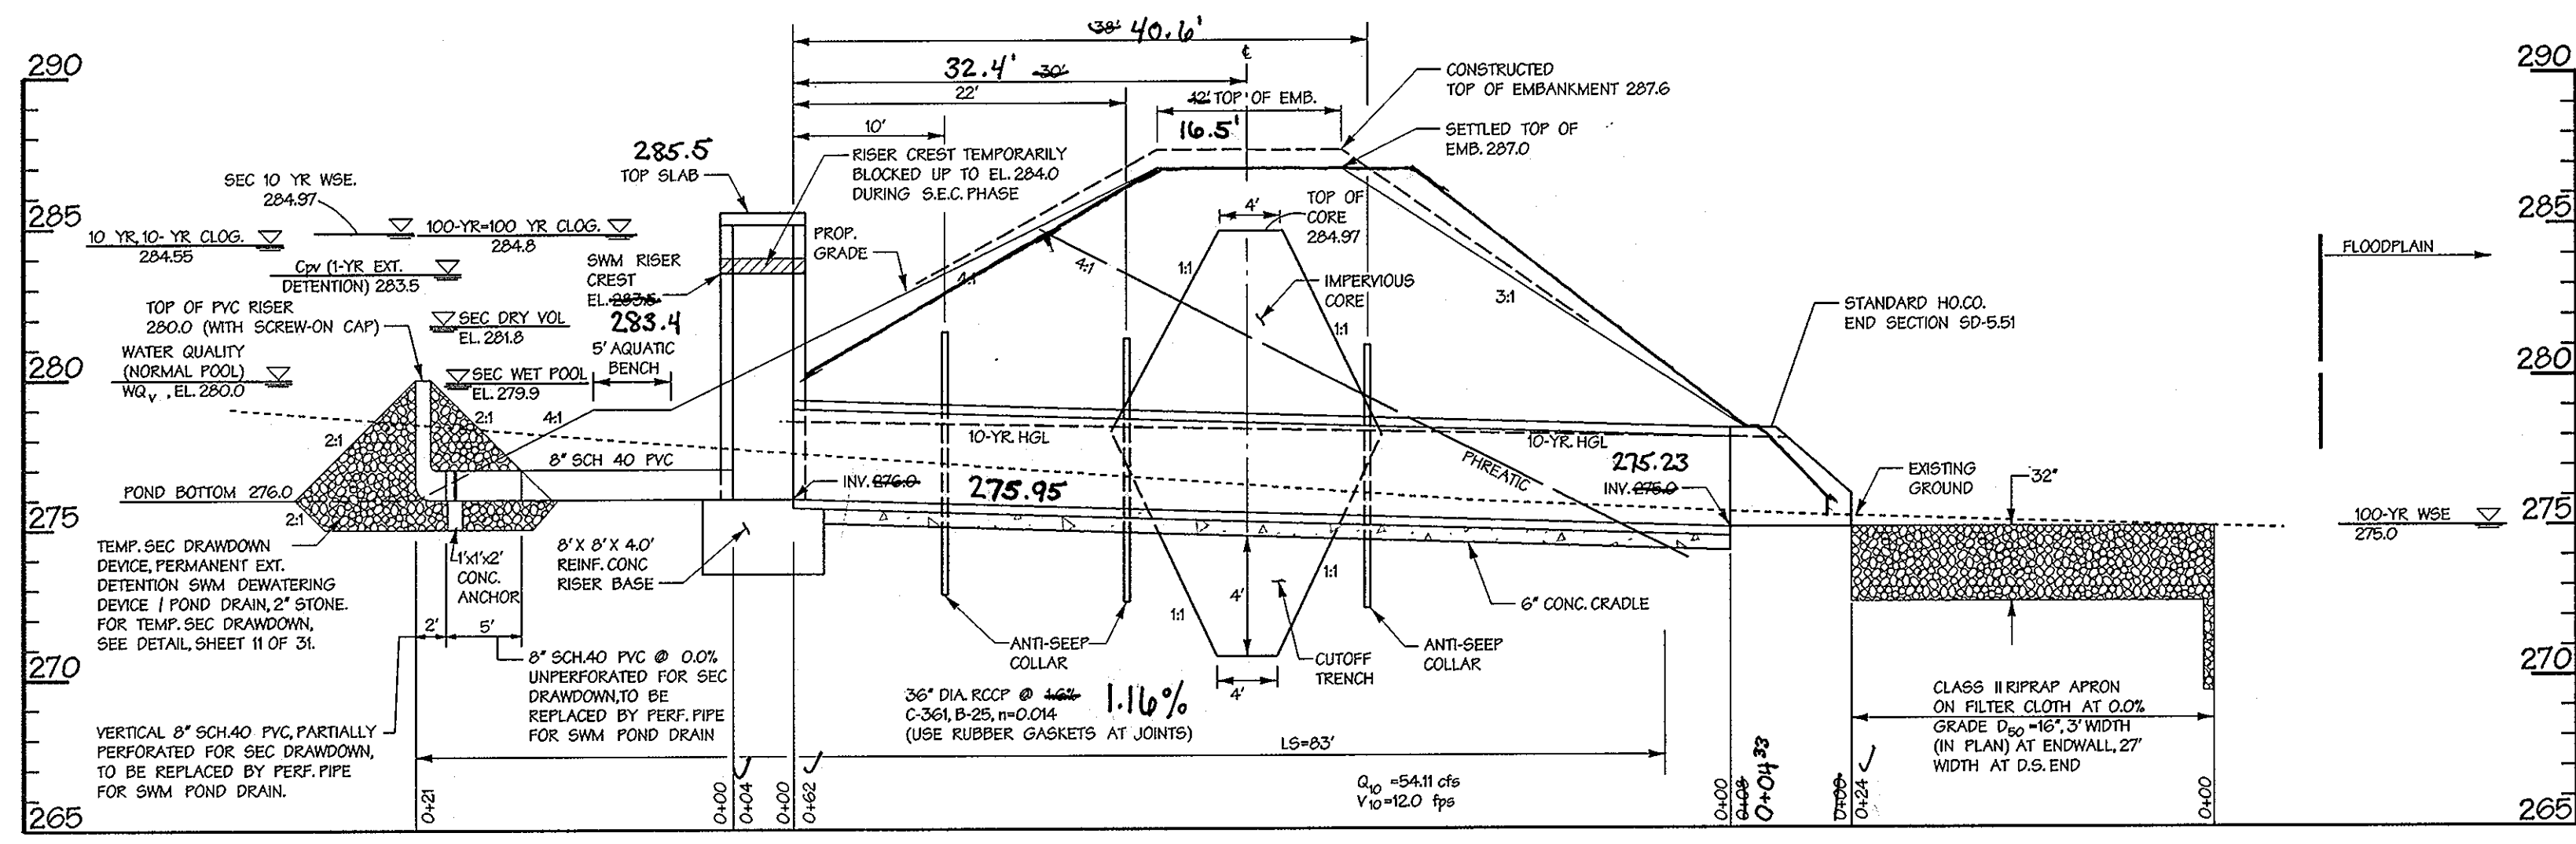 290
285
280
275
270
265
38' 40.6'
32.4' 30'
22'
10'
℄
12' TOP OF EMB.
16.5'
CONSTRUCTED
TOP OF EMBANKMENT 287.6
SETTLED TOP OF
EMB. 287.0
285.5
TOP SLAB
RISER CREST TEMPORARILY
BLOCKED UP TO EL. 284.0
DURING S.E.C. PHASE
SEC 10 YR WSE.
284.97
10 YR, 10- YR CLOG.
284.55
100-YR=100 YR CLOG.
284.8
Cpv (1-YR EXT.
DETENTION) 283.5
TOP OF PVC RISER
280.0 (WITH SCREW-ON CAP)
SEC DRY VOL
EL. 281.8
WATER QUALITY
(NORMAL POOL)
WQv , EL. 280.0
SEC WET POOL
EL. 279.9
SWM RISER
CREST
EL. 283.5
283.4
5' AQUATIC
BENCH
PROP.
GRADE
4:1
4:1
4'
TOP OF
CORE
284.97
1:1
IMPERVIOUS
CORE
1:1
3:1
STANDARD HO.CO.
END SECTION SD-5.51
FLOODPLAIN
2:1
2:1
4:1
8" SCH 40 PVC
10-YR. HGL
10-YR. HGL
PHREATIC
POND BOTTOM 276.0
2:1
INV. 276.0 275.95
275.23
INV. 275.0
EXISTING
GROUND
32"
100-YR WSE
275.0
TEMP. SEC DRAWDOWN
DEVICE, PERMANENT EXT.
DETENTION SWM DEWATERING
DEVICE / POND DRAIN, 2" STONE.
FOR TEMP. SEC DRAWDOWN,
SEE DETAIL, SHEET 11 OF 31.
1'x1'x2'
CONC.
ANCHOR
8' X 8' X 4.0'
REINF. CONC
RISER BASE
2'
5'
4'
1:1
1:1
6" CONC. CRADLE
ANTI-SEEP
COLLAR
CUTOFF
TRENCH
ANTI-SEEP
COLLAR
4'
8" SCH.40 PVC @ 0.0%
UNPERFORATED FOR SEC
DRAWDOWN, TO BE
REPLACED BY PERF. PIPE
FOR SWM POND DRAIN
VERTICAL 8" SCH.40 PVC, PARTIALLY
PERFORATED FOR SEC DRAWDOWN,
TO BE REPLACED BY PERF. PIPE
FOR SWM POND DRAIN.
36" DIA. RCCP @ 1.6% 1.16%
C-361, B-25, n=0.014
(USE RUBBER GASKETS AT JOINTS)
LS=83'
Q10 =54.11 cfs
V10=12.0 fps
CLASS II RIPRAP APRON
ON FILTER CLOTH AT 0.0%
GRADE D50 =16", 3' WIDTH
(IN PLAN) AT ENDWALL, 27'
WIDTH AT D.S. END
0+21
0+00
0+04
0+00
0+62
0+00
0+08
0+0433
0+00
0+24
0+00
290
285
280
275
270
265